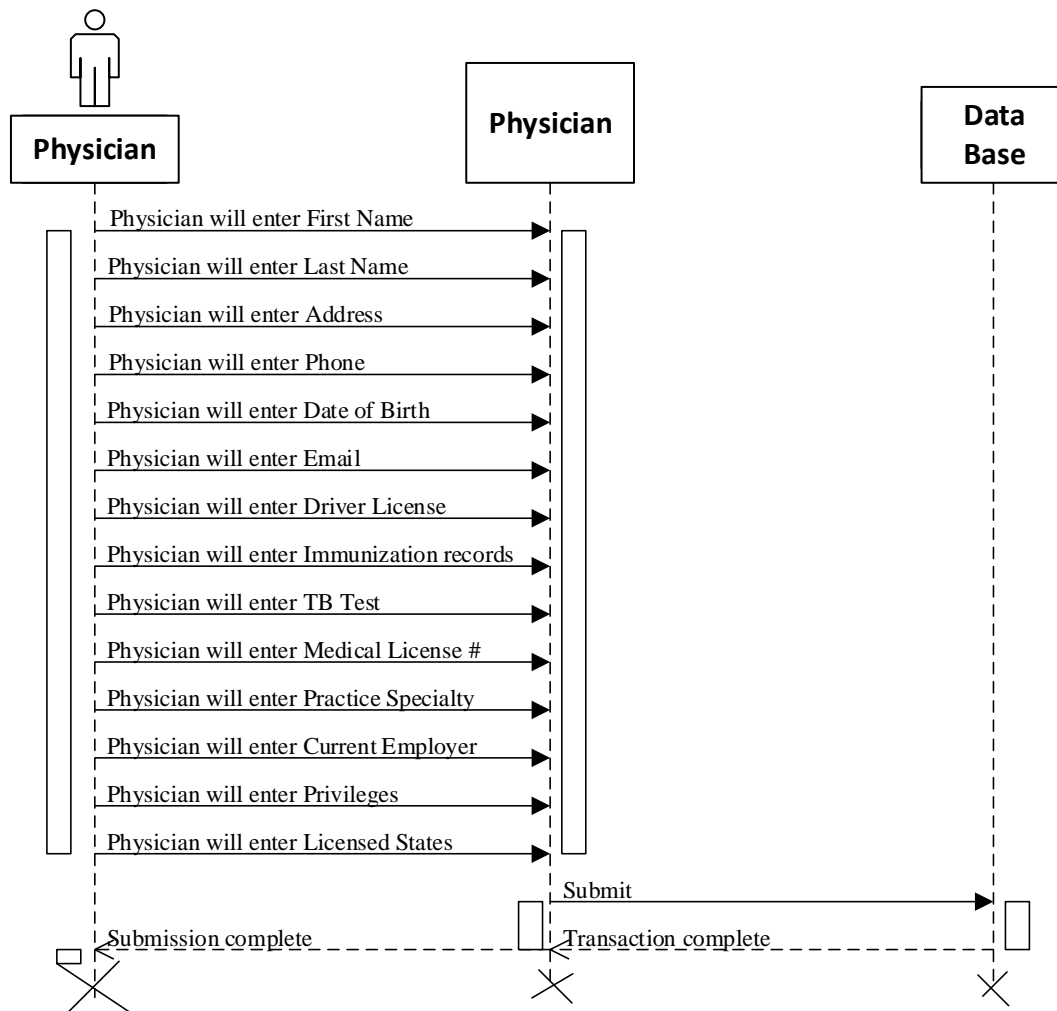 Physician
Physician
Data
Base
Physician will enter First Name
Physician will enter Last Name
Physician will enter Address
Physician will enter Phone
Physician will enter Date of Birth
Physician will enter Email
Physician will enter Driver License
Physician will enter Immunization records
Physician will enter TB Test
Physician will enter Medical License #
Physician will enter Practice Specialty
Physician will enter Current Employer
Physician will enter Privileges
Physician will enter Licensed States
Submit
Submission complete
Transaction complete